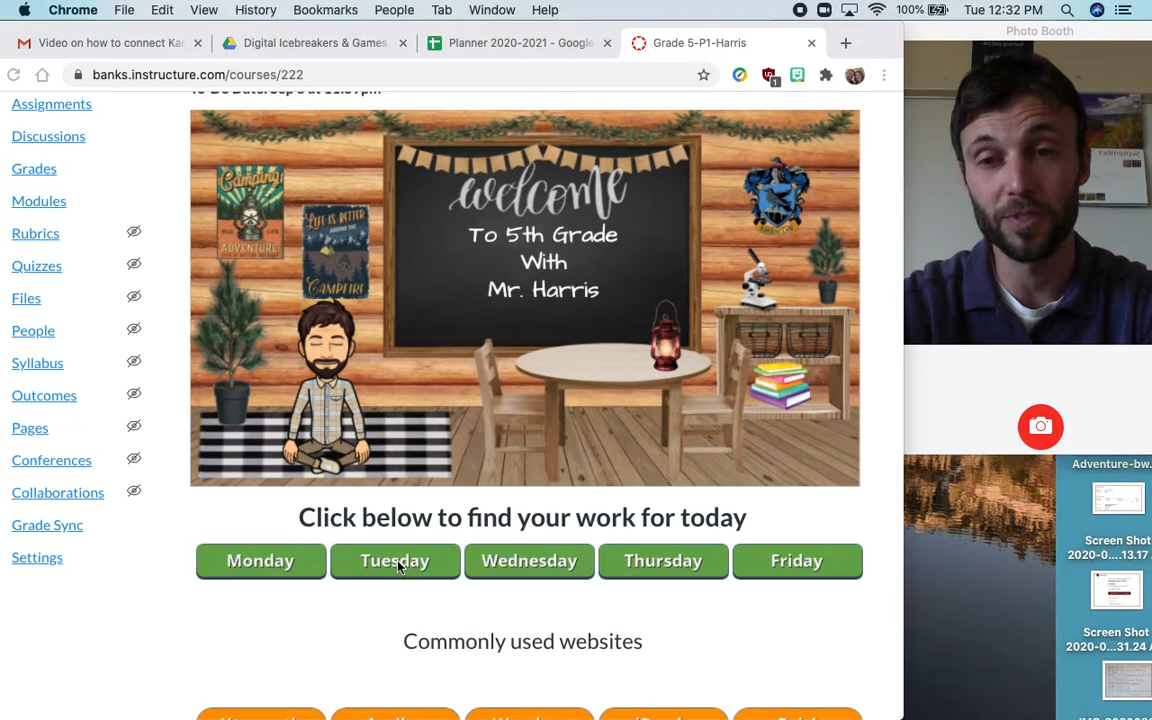 Chrome File Edit View History Bookmarks People Tab Window Help 100% Tue 12:32 PM
Photo Booth
Video on how to connect Ka
Digital Icebreakers & Games
Planner 2020-2021 - Google
Grade 5-P1-Harris
banks.instructure.com/courses/222
1
Assignments
Discussions
Grades
Modules
Rubrics
Quizzes
Files
People
Syllabus
Outcomes
Pages
Conferences
Collaborations
Grade Sync
Settings
Camping
ADVENTURE
LIFE IS BETTER
AROUND THE
CAMPFIRE
welcome
To 5th Grade
With
Mr. Harris
Click below to find your work for today
Monday Tuesday Wednesday Thursday Friday
Commonly used websites
Adventure-bw.
Screen Shot
2020-0....13.17
Screen Shot
2020-0...31.24